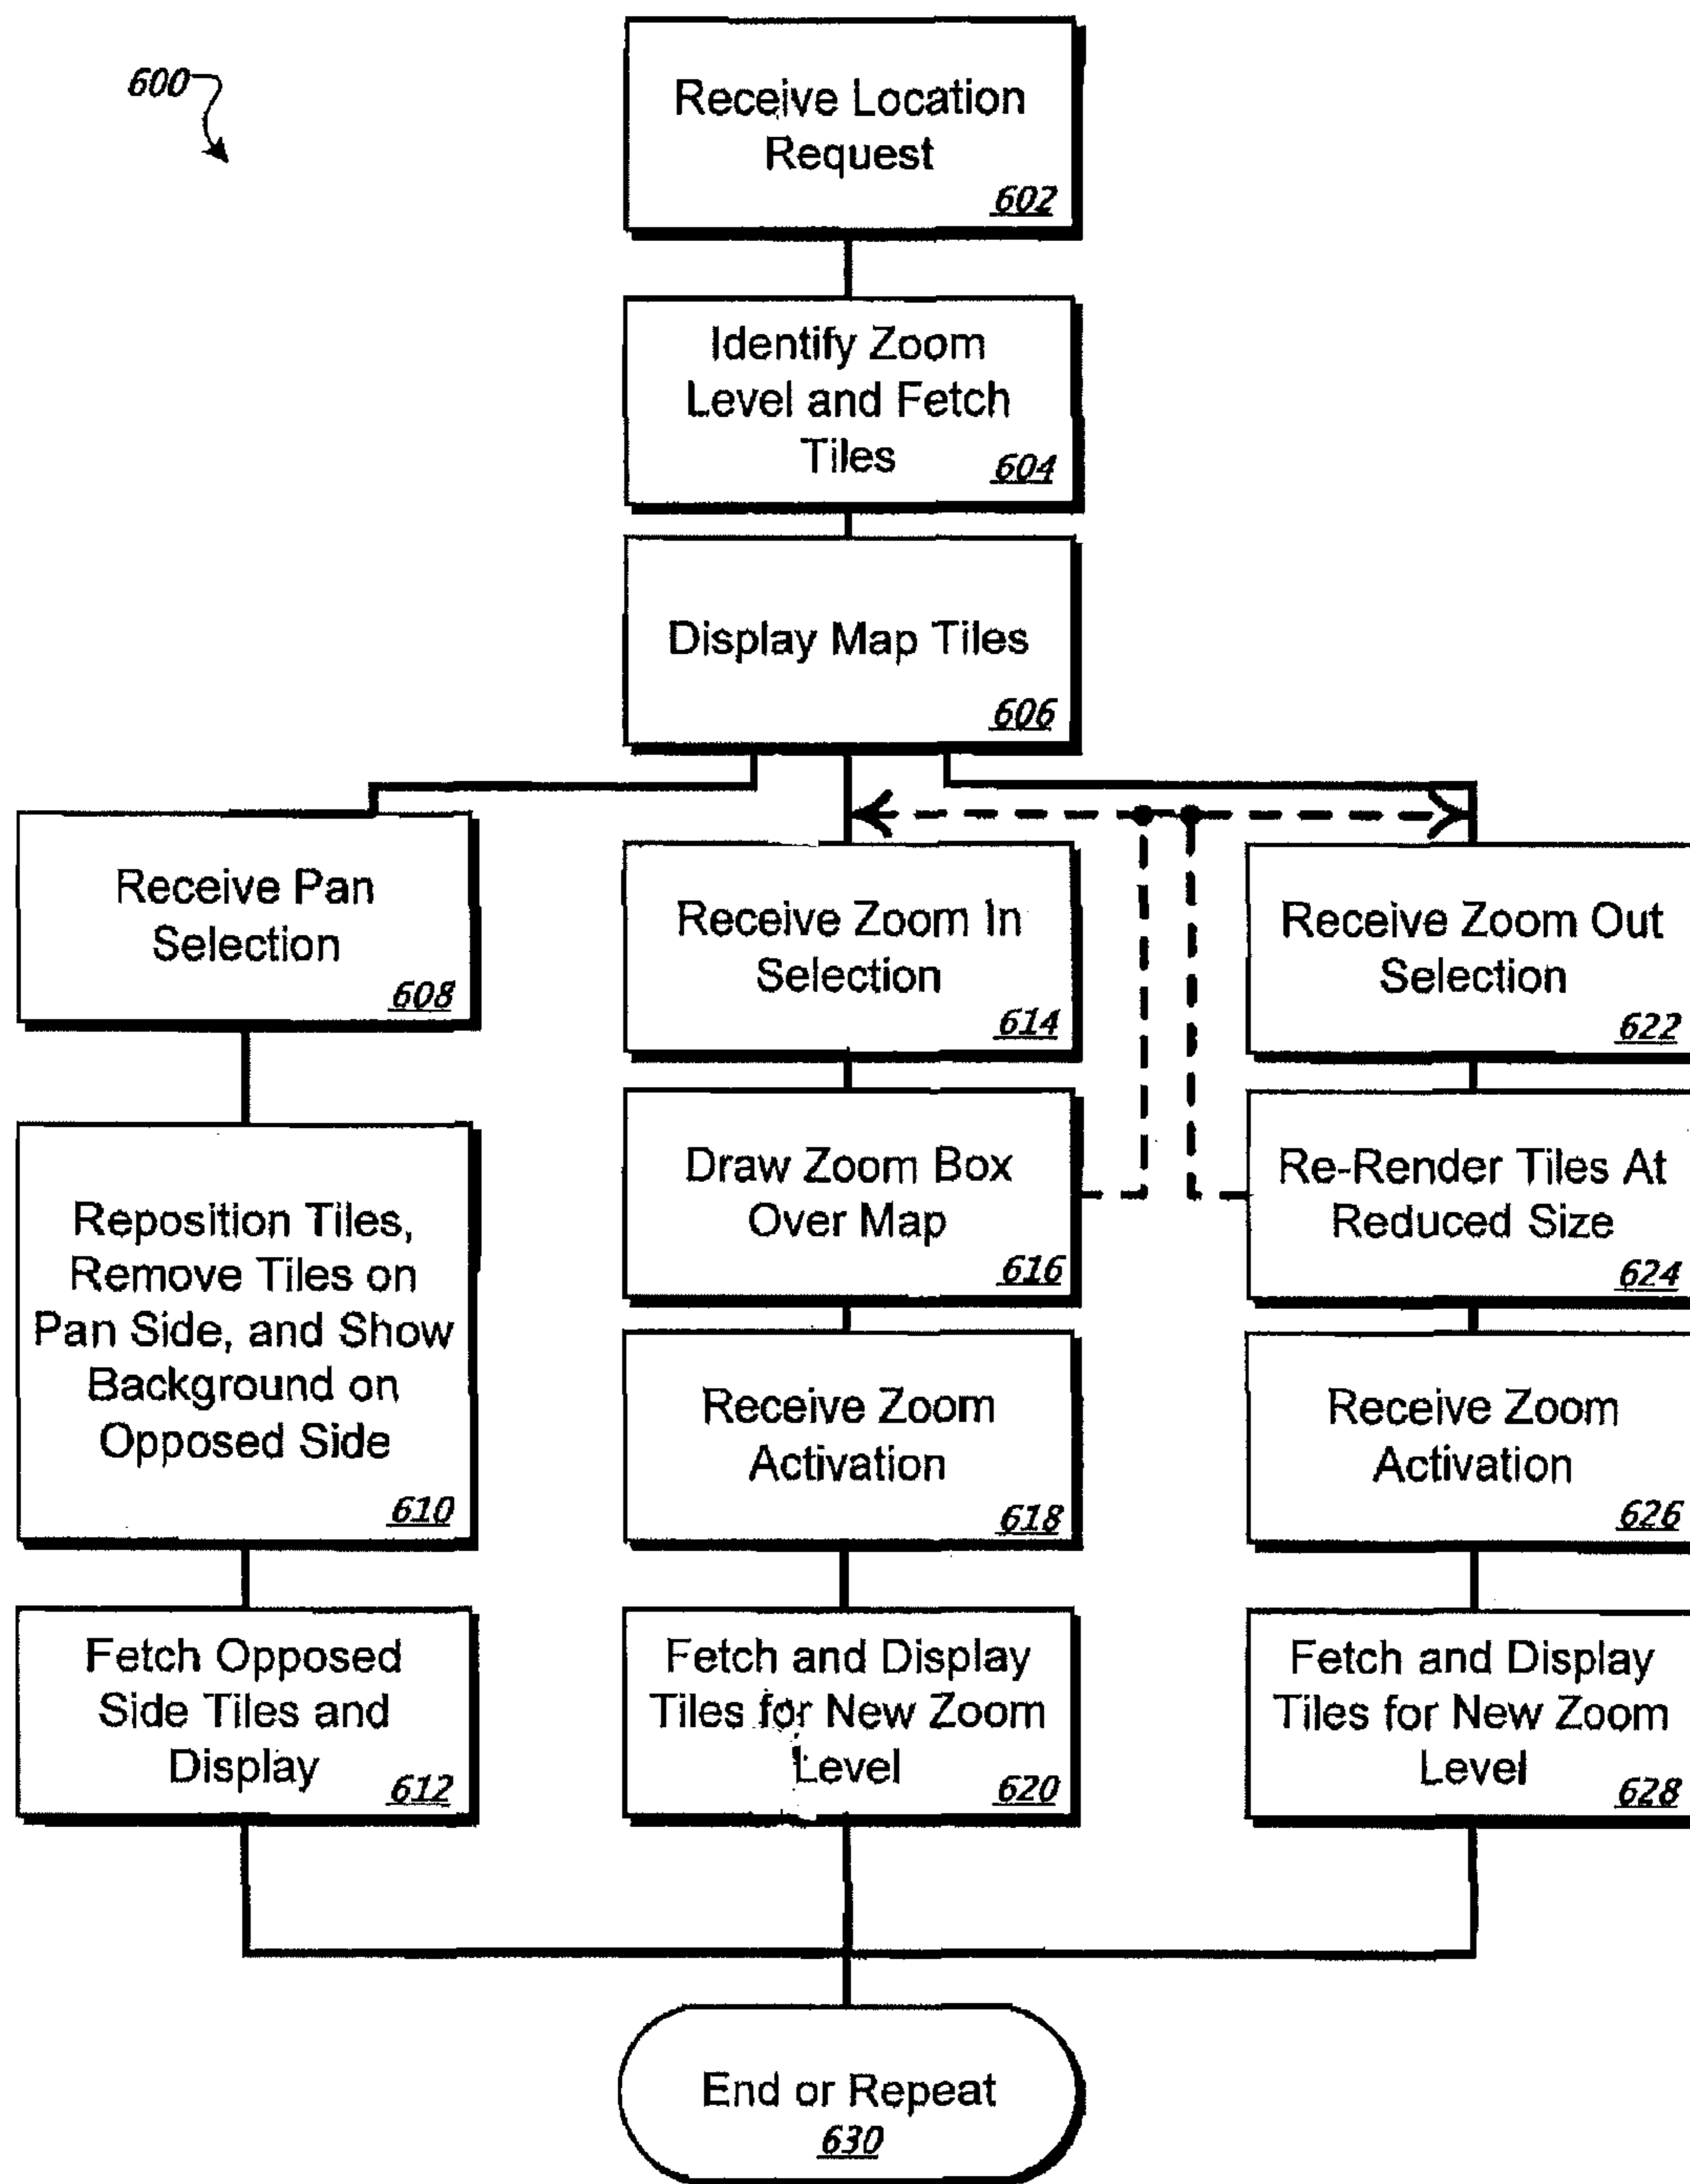 600
Receive Location
Request
602
Identify Zoom
Level and Fetch
Tiles
604
Display Map Tiles
606
Receive Pan
Selection
608
Reposition Tiles,
Remove Tiles on
Pan Side, and Show
Background on
Opposed Side
610
Fetch Opposed
Side Tiles and
Display
612
Receive Zoom In
Selection
614
Draw Zoom Box
Over Map
616
Receive Zoom
Activation
618
Fetch and Display
Tiles for New Zoom
Level
620
Receive Zoom Out
Selection
622
Re-Render Tiles At
Reduced Size
624
Receive Zoom
Activation
626
Fetch and Display
Tiles for New Zoom
Level
628
End or Repeat
630